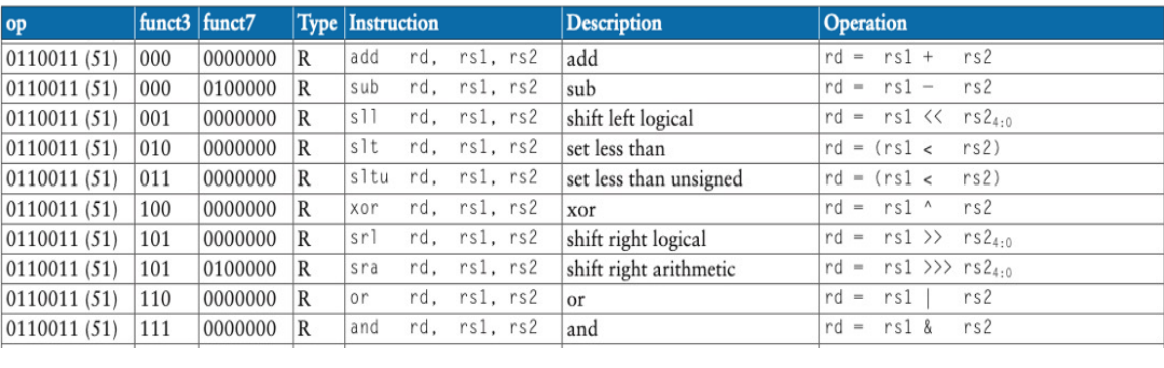 op funct3 funct7 Type Instruction Description Operation
0110011 (51) 000 0000000 R add rd, rs1, rs2 add rd = rs1 + rs2
0110011 (51) 000 0100000 R sub rd, rs1, rs2 sub rd = rs1 − rs2
0110011 (51) 001 0000000 R sll rd, rs1, rs2 shift left logical rd = rs1 << rs2₄:₀
0110011 (51) 010 0000000 R slt rd, rs1, rs2 set less than rd = (rs1 < rs2)
0110011 (51) 011 0000000 R sltu rd, rs1, rs2 set less than unsigned rd = (rs1 < rs2)
0110011 (51) 100 0000000 R xor rd, rs1, rs2 xor rd = rs1 ^ rs2
0110011 (51) 101 0000000 R srl rd, rs1, rs2 shift right logical rd = rs1 >> rs2₄:₀
0110011 (51) 101 0100000 R sra rd, rs1, rs2 shift right arithmetic rd = rs1 >>> rs2₄:₀
0110011 (51) 110 0000000 R or rd, rs1, rs2 or rd = rs1 | rs2
0110011 (51) 111 0000000 R and rd, rs1, rs2 and rd = rs1 & rs2